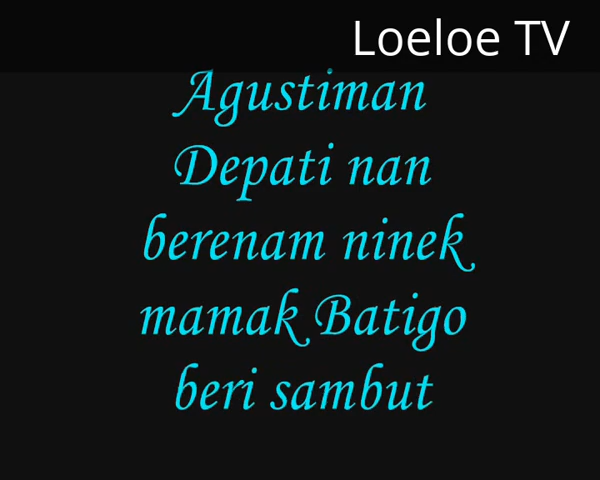 Loeloe TV
Agustiman
Depati nan
berenam ninek
mamak Batigo
beri sambut